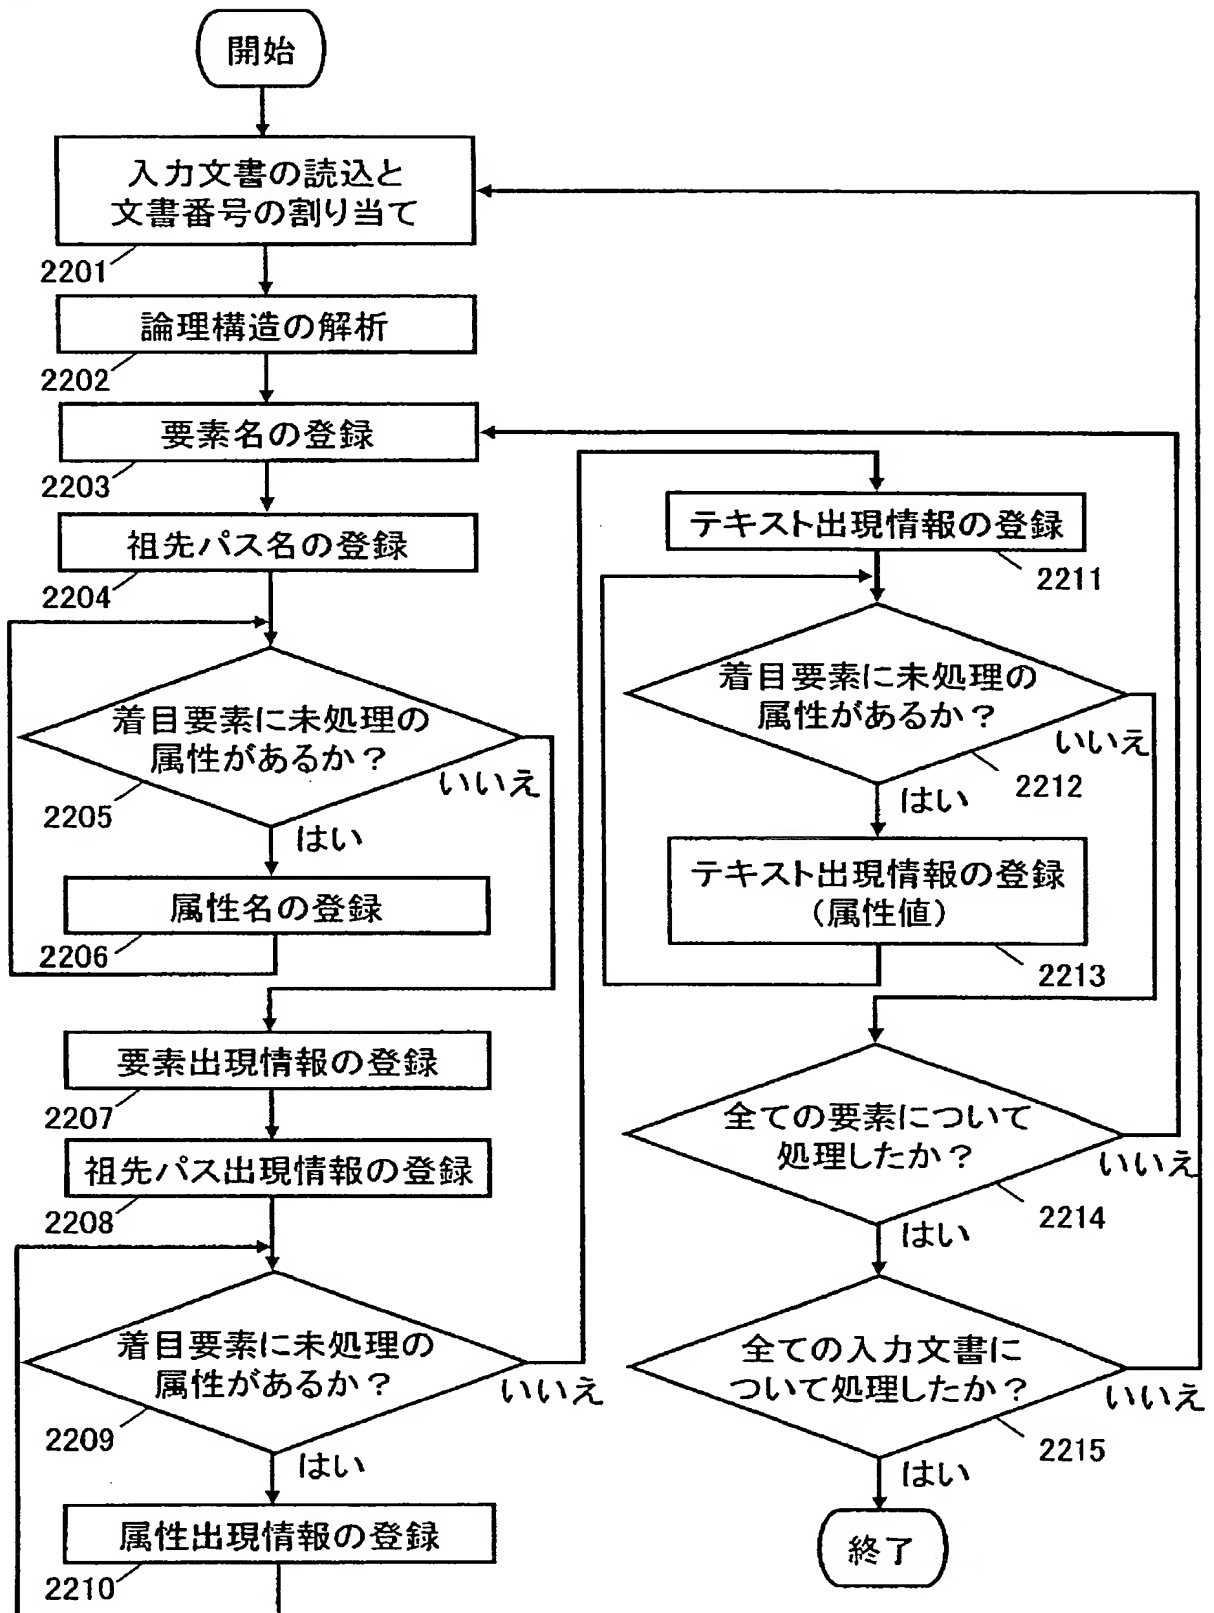 開始
入力文書の読込と
文書番号の割り当て
2201
論理構造の解析
2202
要素名の登録
2203
祖先パス名の登録
2204
着目要素に未処理の
属性があるか?
いいえ
2205
はい
属性名の登録
2206
要素出現情報の登録
2207
祖先パス出現情報の登録
2208
着目要素に未処理の
属性があるか?
いいえ
2209
はい
属性出現情報の登録
2210
テキスト出現情報の登録
2211
着目要素に未処理の
属性があるか?
いいえ
2212
はい
テキスト出現情報の登録
(属性値)
2213
全ての要素について
処理したか?
いいえ
2214
はい
全ての入力文書に
ついて処理したか?
いいえ
2215
はい
終了